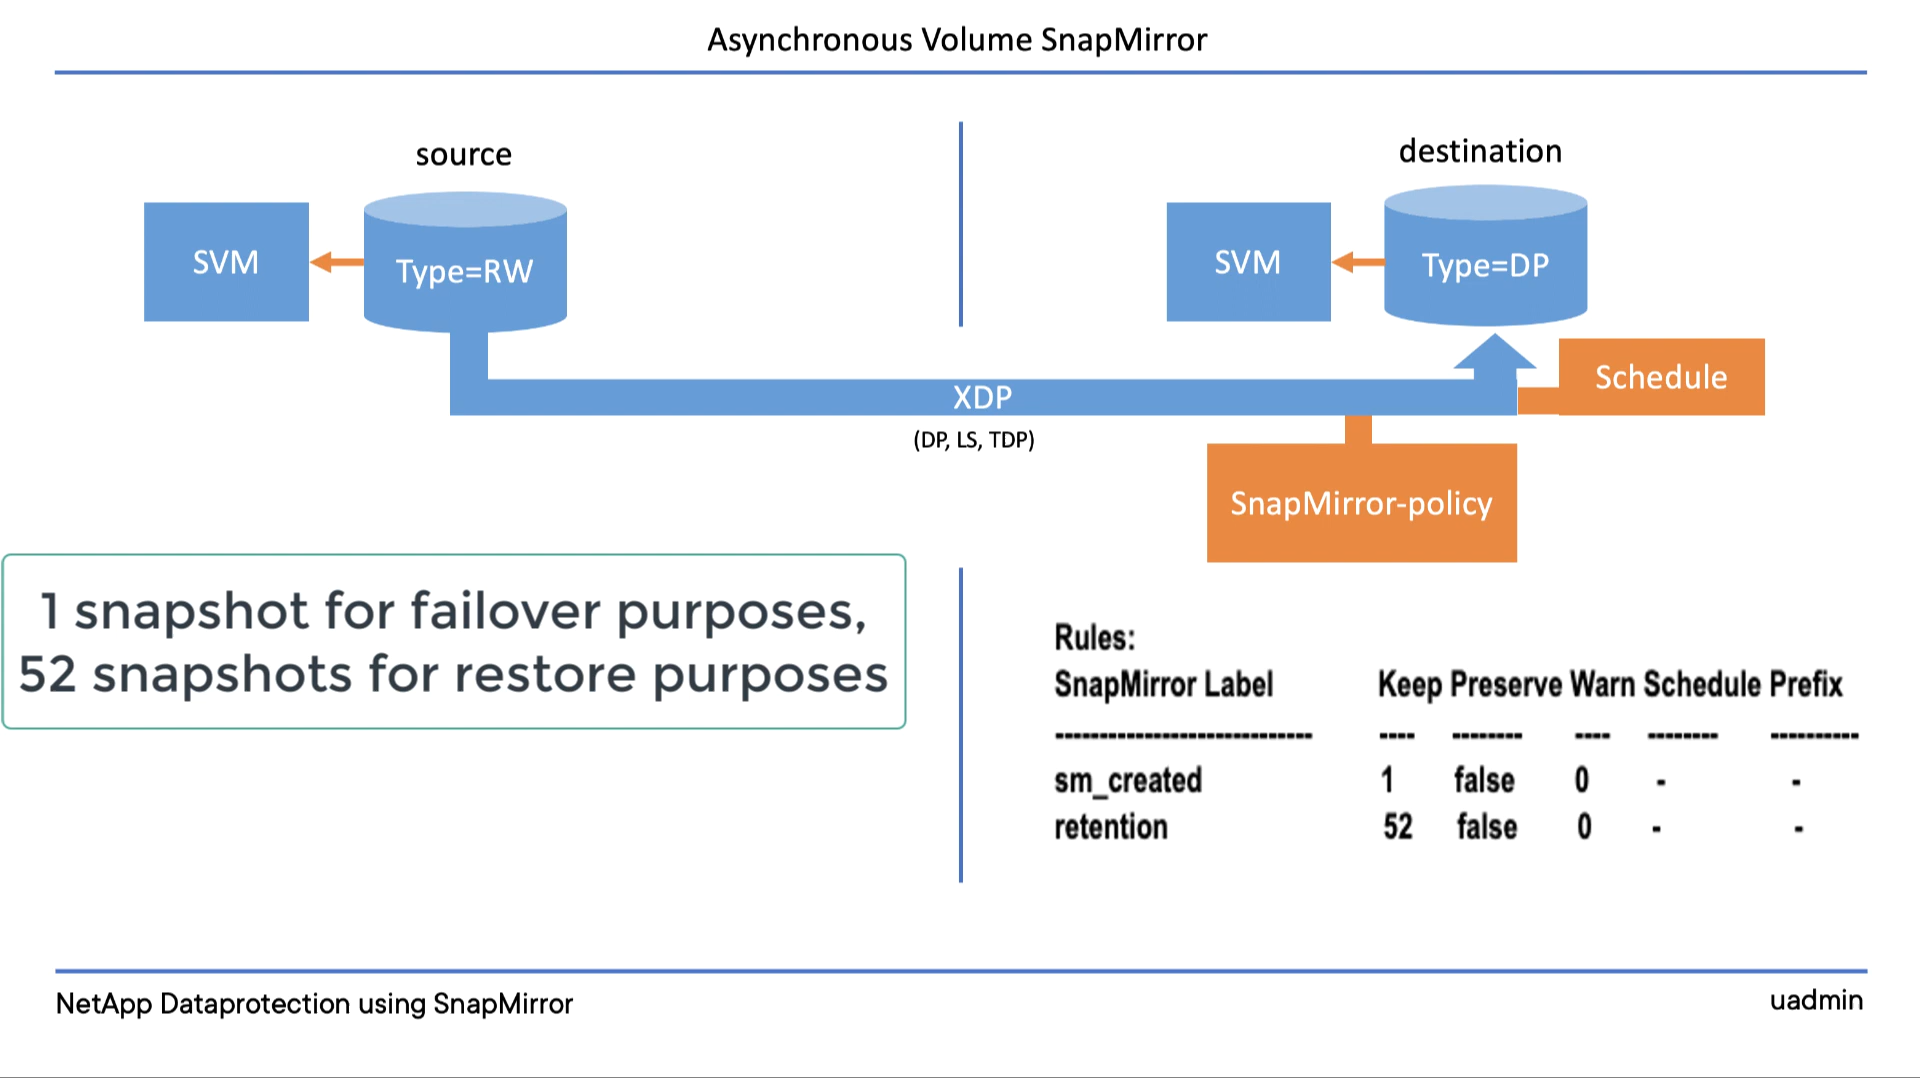 Asynchronous Volume SnapMirror
source
destination
SVM
Type=RW
SVM
Type=DP
Schedule
XDP
(DP, LS, TDP)
SnapMirror-policy
1 snapshot for failover purposes,
52 snapshots for restore purposes
Rules:
SnapMirror Label Keep Preserve Warn Schedule Prefix
----------------------------- ---- -------- ---- -------- ----------
sm_created 1 false 0 - -
retention 52 false 0 - -
NetApp Dataprotection using SnapMirror
uadmin